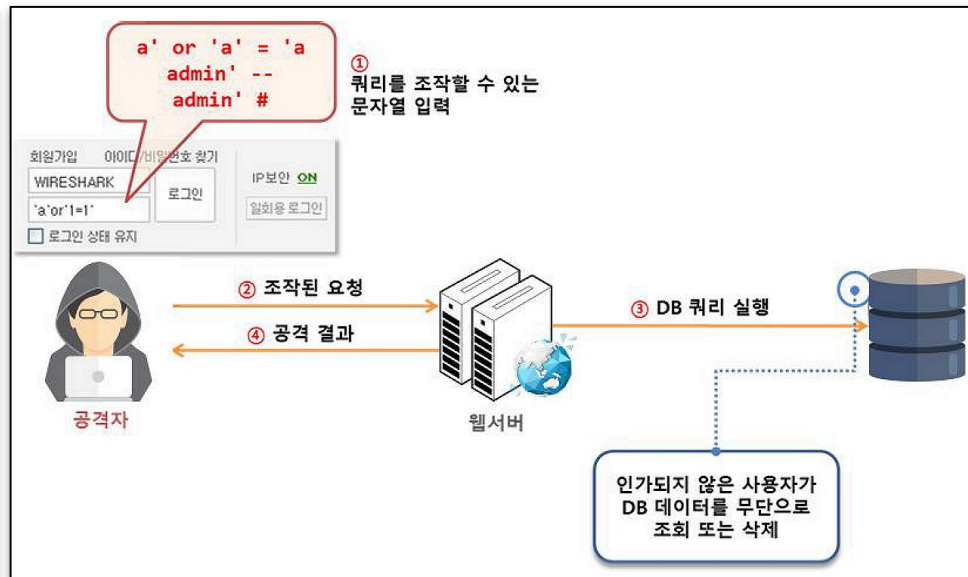 a' or 'a' = 'a
admin' --
admin' #
①
쿼리를 조작할 수 있는
문자열 입력
회원가입 아이디/비밀번호 찾기
WIRESHARK
로그인
IP보안 ON
'a'or'1=1'
일회용 로그인
로그인 상태 유지
② 조작된 요청
③ DB 쿼리 실행
④ 공격 결과
공격자
웹서버
인가되지 않은 사용자가
DB 데이터를 무단으로
조회 또는 삭제